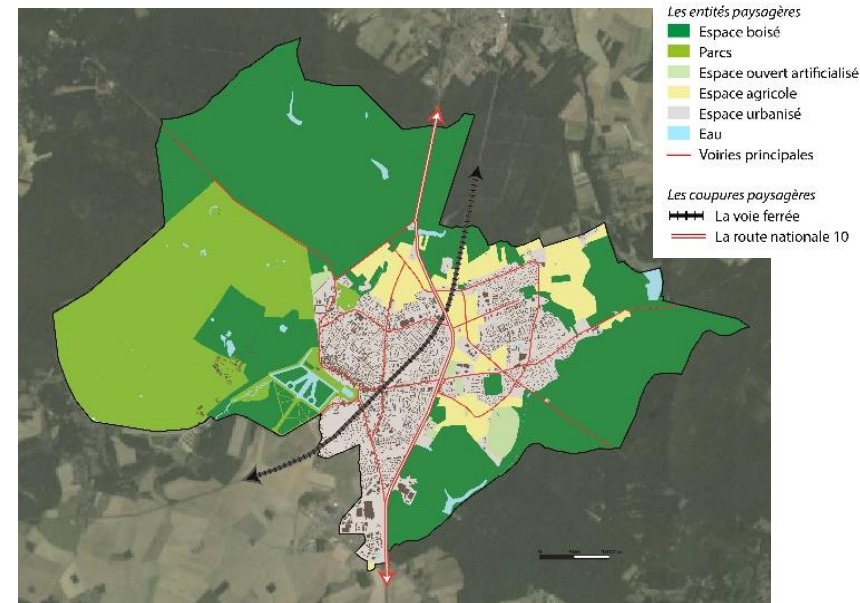 Les entités paysagères
Espace boisé
Parcs
Espace ouvert artificialisé
Espace agricole
Espace urbanisé
Eau
Voiries principales
Les coupures paysagères
La voie ferrée
La route nationale 10